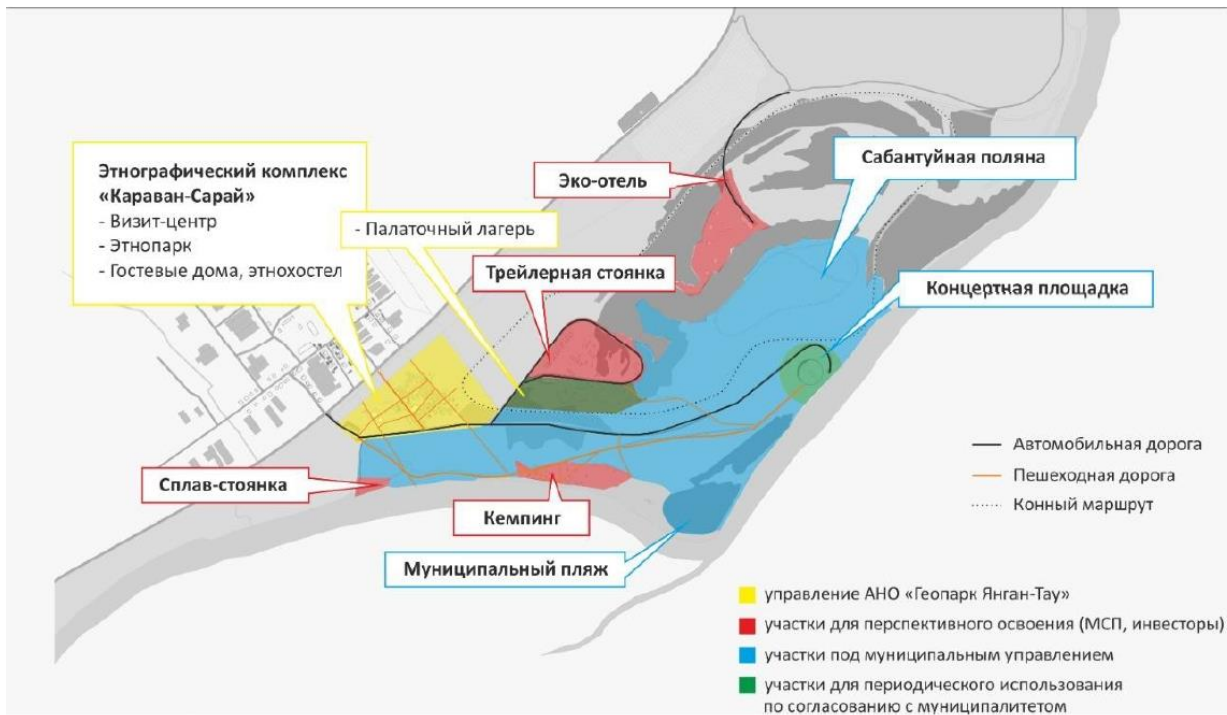 Этнографический комплекс
«Караван-Сарай»
- Визит-центр
- Этнопарк
- Гостевые дома, этнохостел
- Палаточный лагерь
Эко-отель
Сабантуйная поляна
Трейлерная стоянка
Концертная площадка
Сплав-стоянка
Кемпинг
Муниципальный пляж
Автомобильная дорога
Пешеходная дорога
Конный маршрут
управление АНО «Геопарк Янган-Тау»
участки для перспективного освоения (МСП, инвесторы)
участки под муниципальным управлением
участки для периодического использования
по согласованию с муниципалитетом